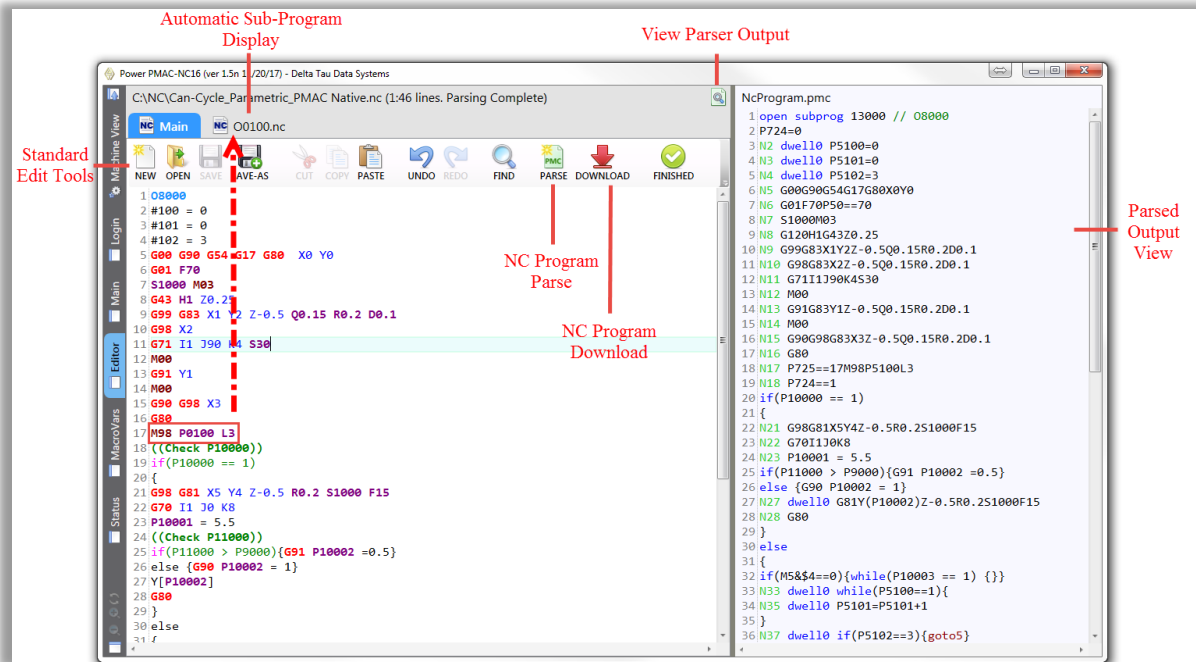 Automatic Sub-Program
Display
View Parser Output
Standard
Edit Tools
NC Program
Parse
NC Program
Download
Parsed
Output
View
Power PMAC-NC16 (ver 1.5n 1 /20/17) - Delta Tau Data Systems
C:\NC\Can-Cycle_Parametric_PMAC Native.nc (1:46 lines. Parsing Complete)
NC Main NC O0100.nc
NEW OPEN SAVE SAVE-AS CUT COPY PASTE UNDO REDO FIND PMC PARSE DOWNLOAD FINISHED
Machine View
Login
Main
Editor
MacroVars
Status
1 O8000
2 #100 = 0
3 #101 = 0
4 #102 = 3
5 G00 G90 G54 G17 G80 X0 Y0
6 G01 F70
7 S1000 M03
8 G43 H1 Z0.25
9 G99 G83 X1 Y2 Z-0.5 Q0.15 R0.2 D0.1
10 G98 X2
11 G71 I1 J90 K4 S30
12 M00
13 G91 Y1
14 M00
15 G90 G98 X3
16 G80
17 M98 P0100 L3
18 ((Check P10000))
19 if(P10000 == 1)
20 {
21 G98 G81 X5 Y4 Z-0.5 R0.2 S1000 F15
22 G70 I1 J0 K8
23 P10001 = 5.5
24 ((Check P11000))
25 if(P11000 > P9000){G91 P10002 =0.5}
26 else {G90 P10002 = 1}
27 Y[P10002]
28 G80
29 }
30 else
31 {
NcProgram.pmc
1 open subprog 13000 // O8000
2 P724=0
3 N2 dwell0 P5100=0
4 N3 dwell0 P5101=0
5 N4 dwell0 P5102=3
6 N5 G00G90G54G17G80X0Y0
7 N6 G01F70P50==70
8 N7 S1000M03
9 N8 G120H1G43Z0.25
10 N9 G99G83X1Y2Z-0.5Q0.15R0.2D0.1
11 N10 G98G83X2Z-0.5Q0.15R0.2D0.1
12 N11 G71I1J90K4S30
13 N12 M00
14 N13 G91G83Y1Z-0.5Q0.15R0.2D0.1
15 N14 M00
16 N15 G90G98G83X3Z-0.5Q0.15R0.2D0.1
17 N16 G80
18 N17 P725==17M98P5100L3
19 N18 P724==1
20 if(P10000 == 1)
21 {
22 N21 G98G81X5Y4Z-0.5R0.2S1000F15
23 N22 G70I1J0K8
24 N23 P10001 = 5.5
25 if(P11000 > P9000){G91 P10002 =0.5}
26 else {G90 P10002 = 1}
27 N27 dwell0 G81Y(P10002)Z-0.5R0.2S1000F15
28 N28 G80
29 }
30 else
31 {
32 if(M5&$4==0){while(P10003 == 1) {}}
33 N33 dwell0 while(P5100==1){
34 N35 dwell0 P5101=P5101+1
35 }
36 N37 dwell0 if(P5102==3){goto5}